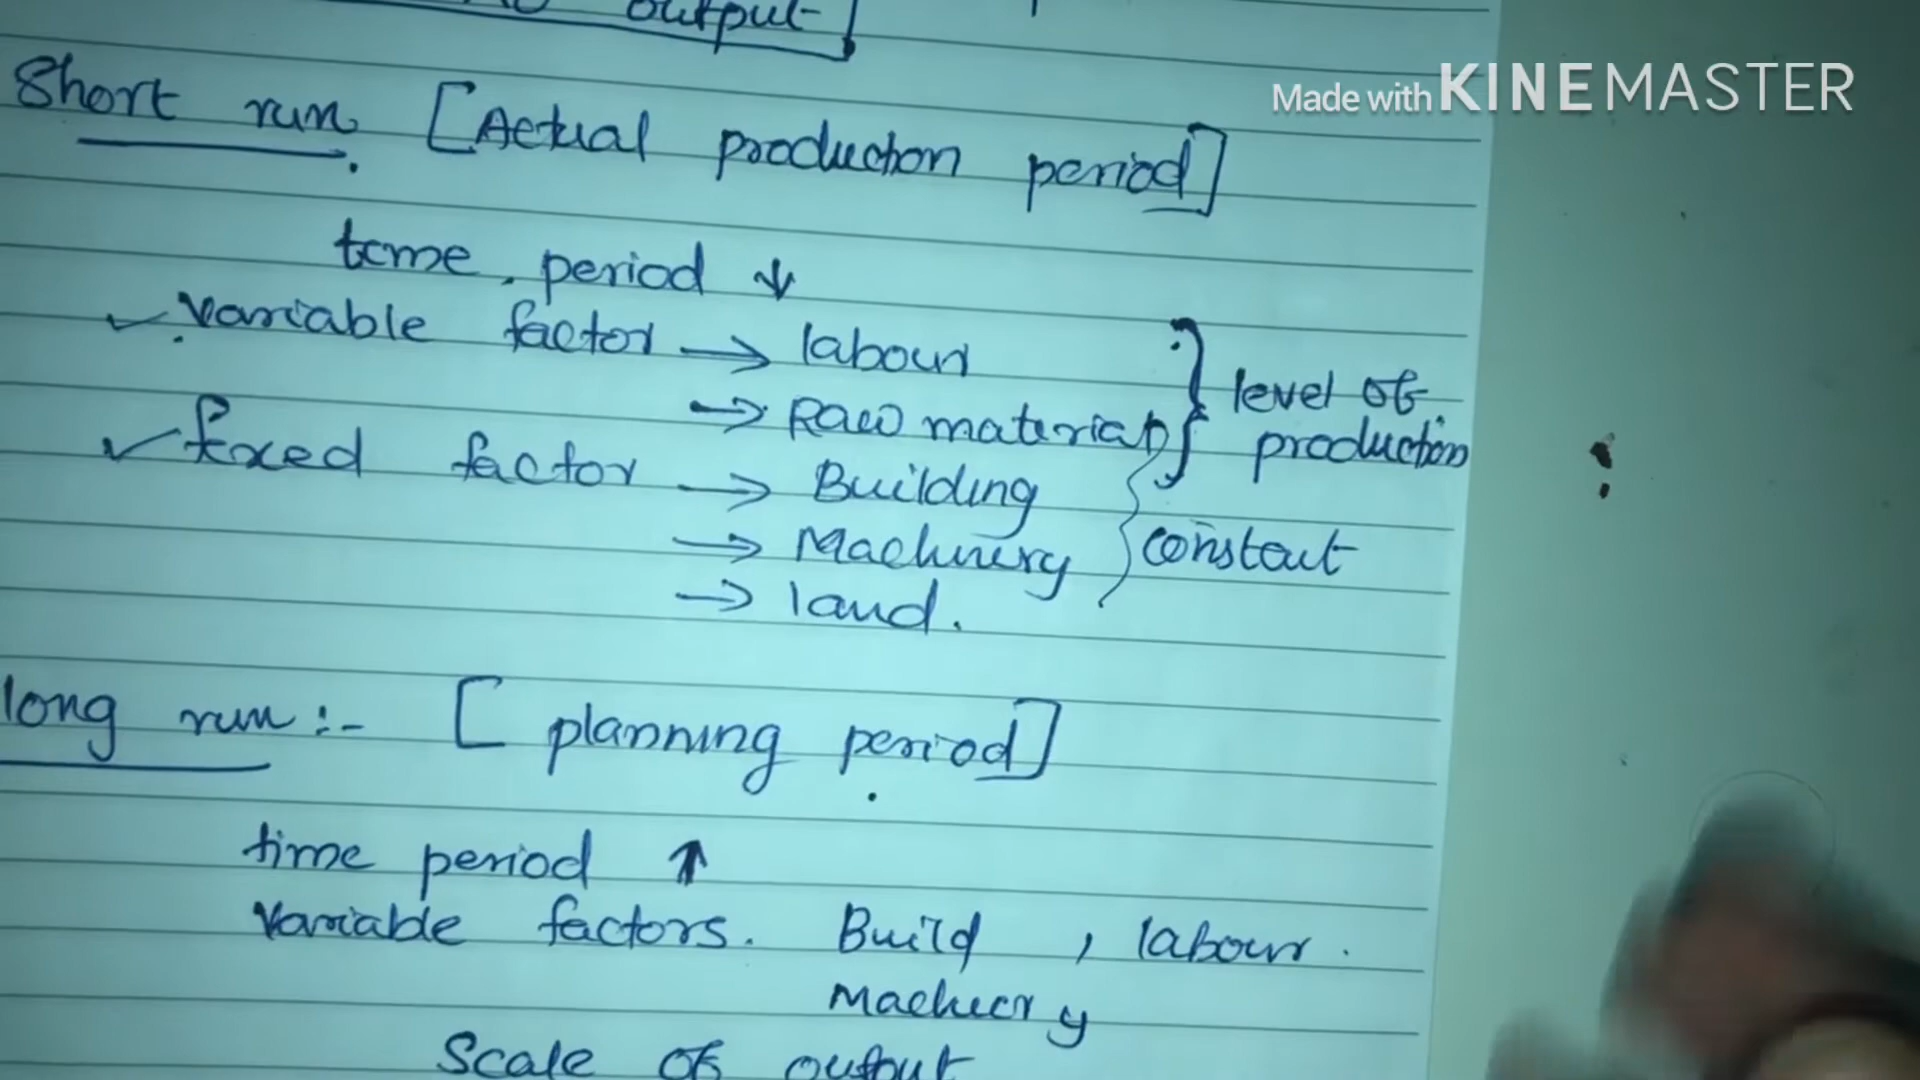 output]
Made with KINEMASTER
Short run. [Actual production period]
time period ↓
✓ Variable factor → labour
→ Raw material } level of production
✓ fixed factor → Building
→ Machinery } constant
→ land.
long run :- [planning period]
time period ↑
Variable factors. Build , labour.
Machinery
Scale of output